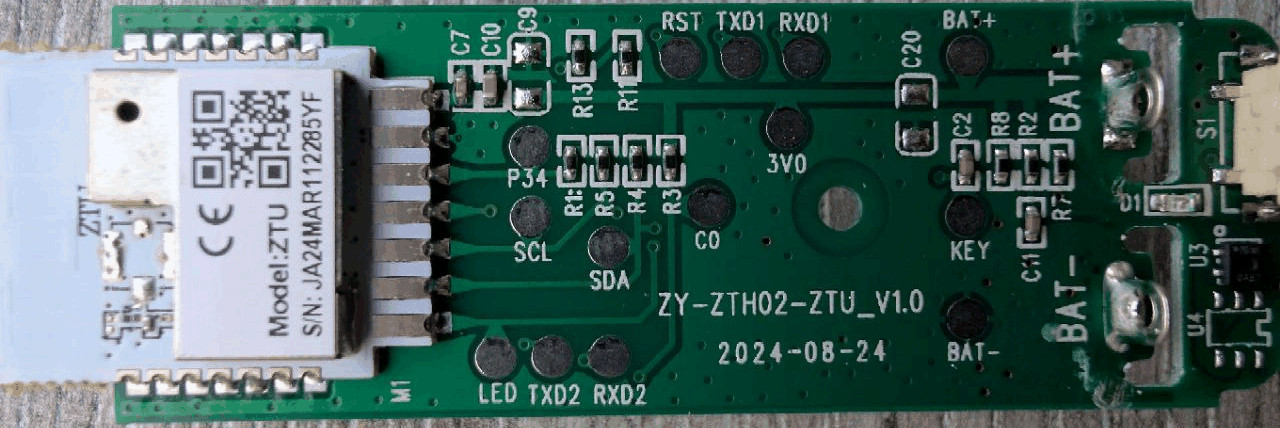 RST TXD1 RXD1
BAT+
C9
C7
C10
R13
R11
C20
BAT+
S1
3V0
P34
R5
R4
R3
C2
R8
R2
R7
D1
C0
SCL
SDA
KEY
C11
U3
U4
ZTU
Model:ZTU
S/N: JA24MAR112285YF
ZY-ZTH02-ZTU_V1.0
2024-08-24
BAT-
BAT-
M1
LED TXD2 RXD2